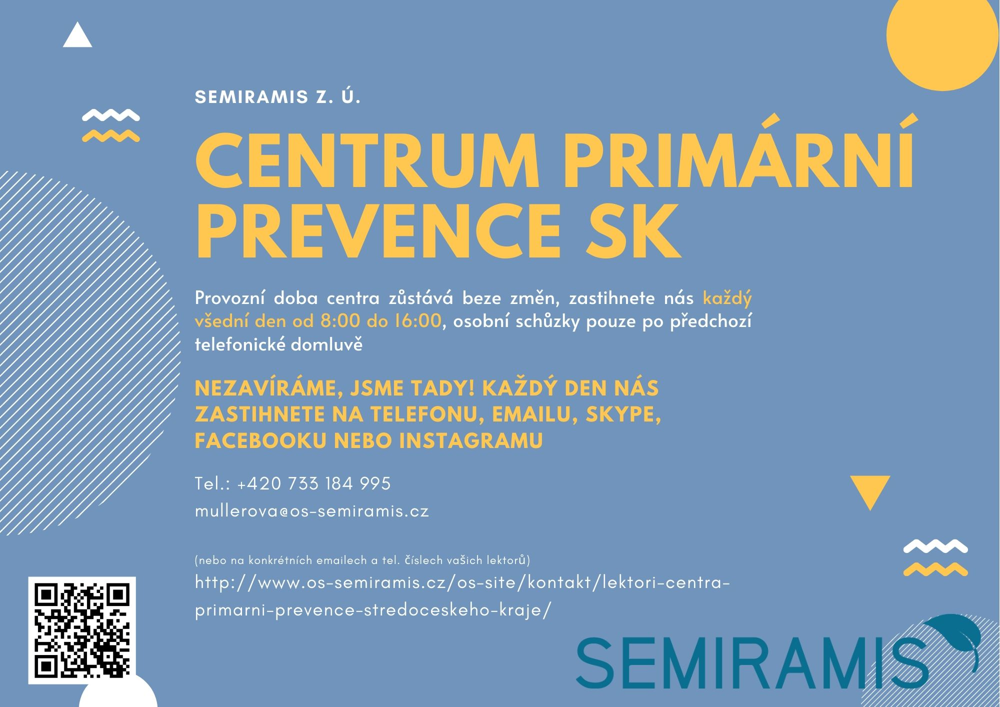 SEMIRAMIS Z. Ú.
CENTRUM PRIMÁRNÍ
PREVENCE SK
Provozní doba centra zůstává beze změn, zastihnete nás každý
všední den od 8:00 do 16:00, osobní schůzky pouze po předchozí
telefonické domluvě
NEZAVÍRÁME, JSME TADY! KAŽDÝ DEN NÁS
ZASTIHNETE NA TELEFONU, EMAILU, SKYPE,
FACEBOOKU NEBO INSTAGRAMU
Tel.: +420 733 184 995
mullerova@os-semiramis.cz
(nebo na konkrétních emailech a tel. číslech vašich lektorů)
http://www.os-semiramis.cz/os-site/kontakt/lektori-centra-
primarni-prevence-stredoceskeho-kraje/
SEMIRAMIS